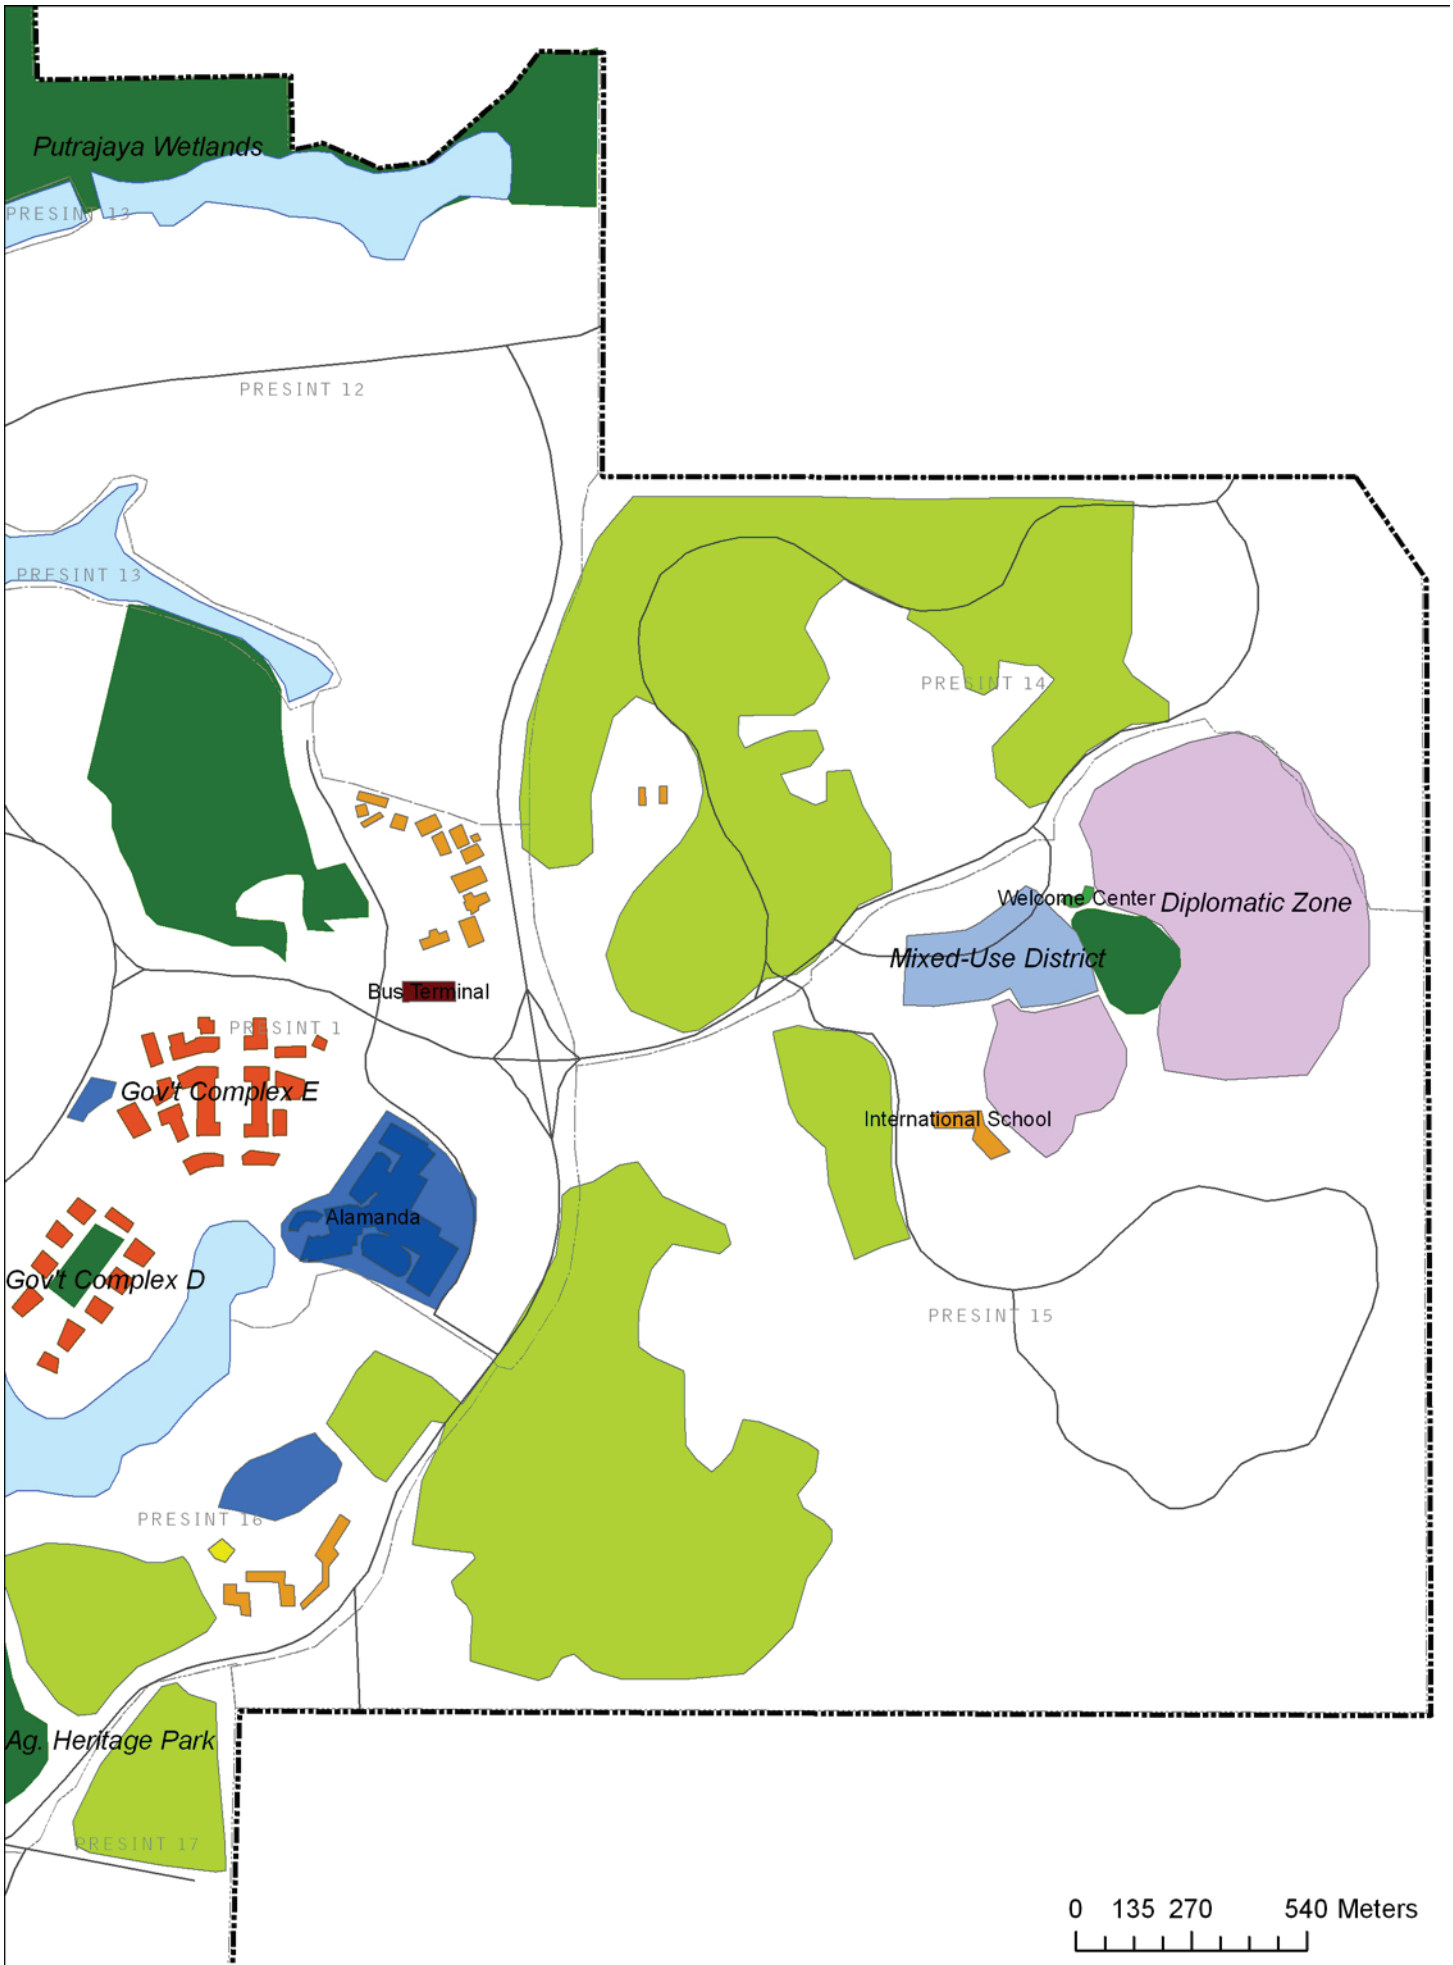 Putrajaya Wetlands
PRESINT 13
PRESINT 12
PRESINT 13
PRESINT 14
Welcome Center
Diplomatic Zone
Mixed-Use District
Bus Terminal
PRESINT 1
Gov't Complex E
International School
Alamanda
Gov't Complex D
PRESINT 15
PRESINT 16
Ag. Heritage Park
PRESINT 17
0 135 270 540 Meters